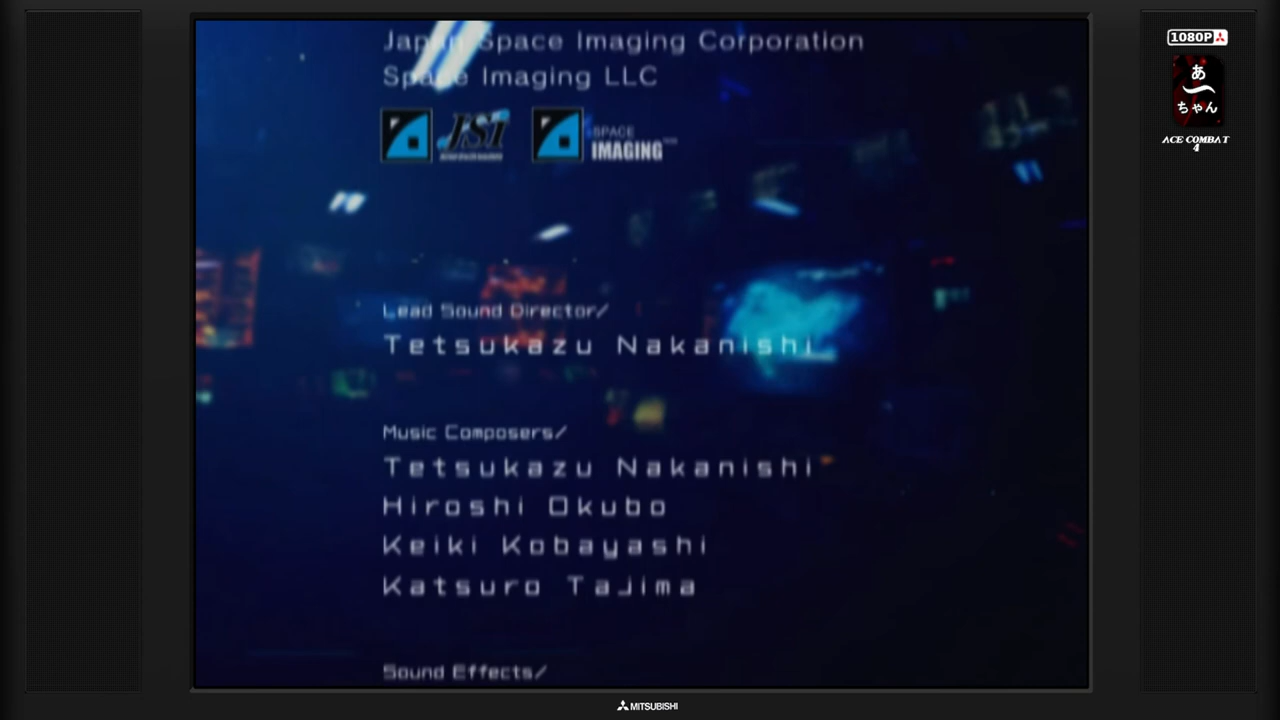 Japan Space Imaging Corporation
Space Imaging LLC
JSI
SPACE
IMAGING
Lead Sound Director/
Tetsukazu Nakanishi
Music Composers/
Tetsukazu Nakanishi
Hiroshi Okubo
Keiki Kobayashi
Katsuro Tajima
Sound Effects/
MITSUBISHI
1080P
あ
ー
ちゃん
ACE COMBAT
4